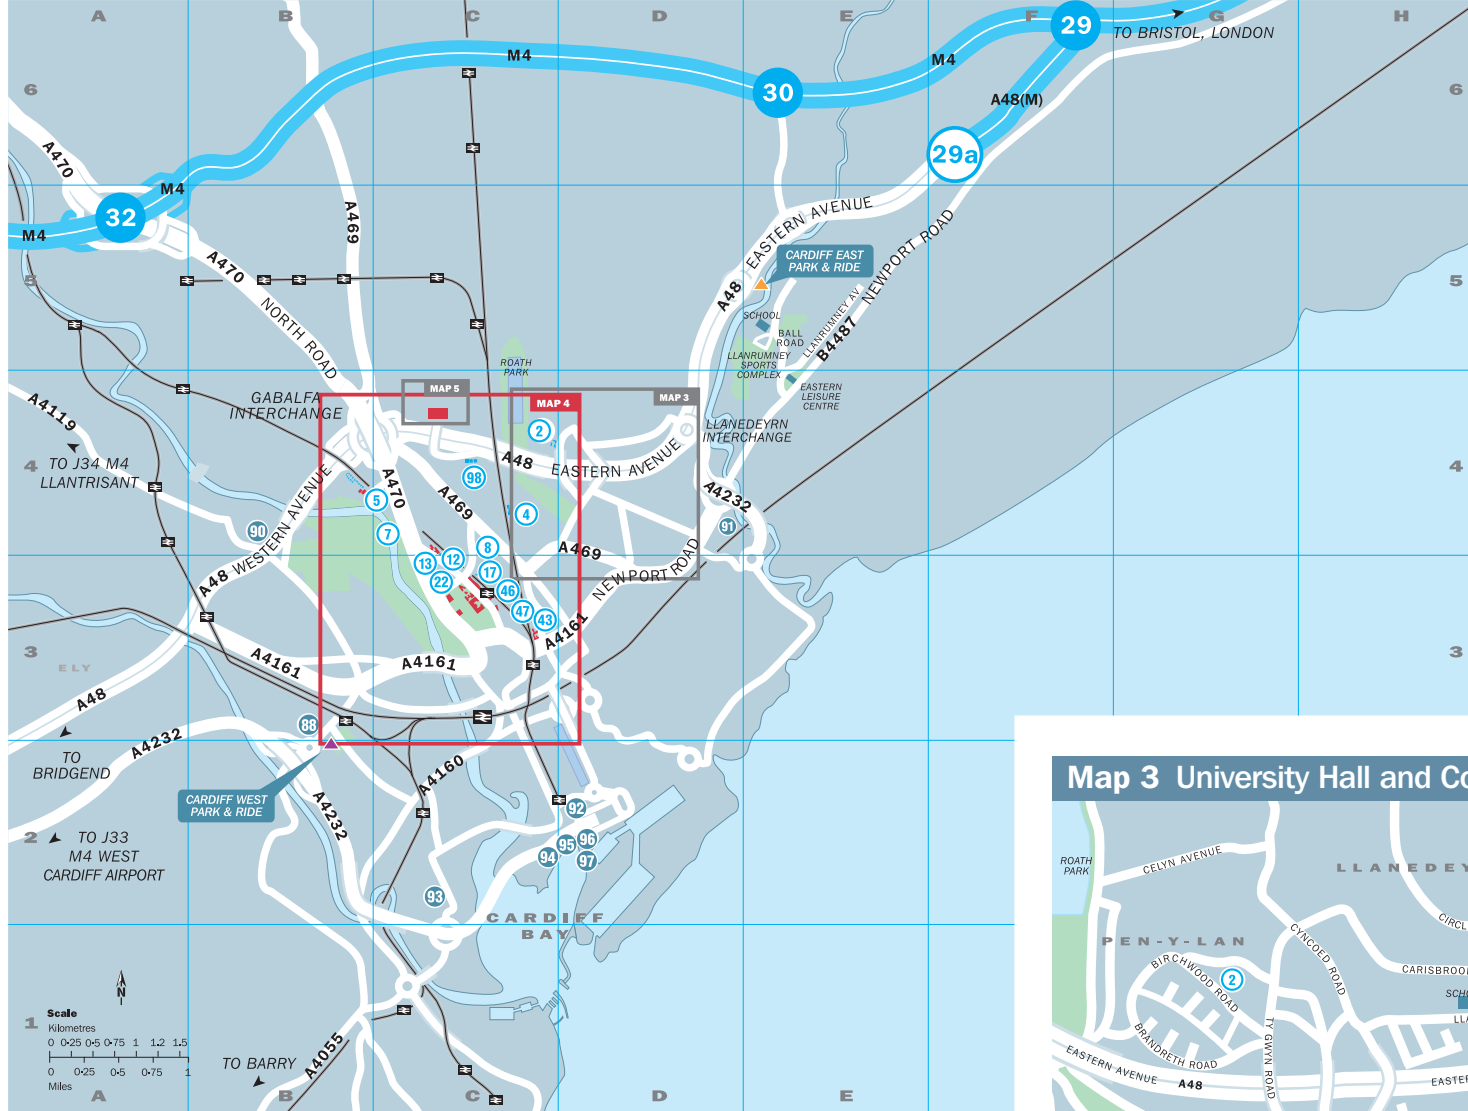 A B C D E F G H
29
TO BRISTOL, LONDON
M4
M4
6
30
A48(M)
6
A470
29a
M4
32
A469
EASTERN AVENUE
M4
NEWPORT ROAD
A470
CARDIFF EAST
PARK & RIDE
5
5
A48
NORTH ROAD
SCHOOL
BALL
ROAD
LLANRUMNEY AV
B4487
LLANRUMNEY
SPORTS
COMPLEX
ROATH
PARK
EASTERN
LEISURE
CENTRE
MAP 5
MAP 4
MAP 3
GABALFA
INTERCHANGE
A4119
2
LLANEDEYRN
INTERCHANGE
TO J34 M4
LLANTRISANT
4
A48
EASTERN AVENUE
4
98
WESTERN AVENUE
A470
A469
A4232
5
4
90
7
91
8
A469
13
12
A48
22
17
NEWPORT ROAD
46
47
43
A4161
3
3
ELY
A4161
A4161
A48
88
A4232
TO
BRIDGEND
A4160
CARDIFF WEST
PARK & RIDE
A4232
92
2
TO J33
M4 WEST
CARDIFF AIRPORT
95
96
94
97
93
CARDIFF
BAY
N
Scale
Kilometres
0 0·25 0·5 0·75 1 1.2 1.5
0 0·25 0·5 0·75 1
Miles
1
TO BARRY
A4055
A B C D E
Map 3 University Hall and Co
ROATH
PARK
CELYN AVENUE
LLANEDEY
CIRCL
PEN-Y-LAN
CYNCOED ROAD
BIRCHWOOD ROAD
2
CARISBROO
SCHO
LLA
BRANDRETH ROAD
TY GWYN ROAD
EASTERN AVENUE
A48
EASTER